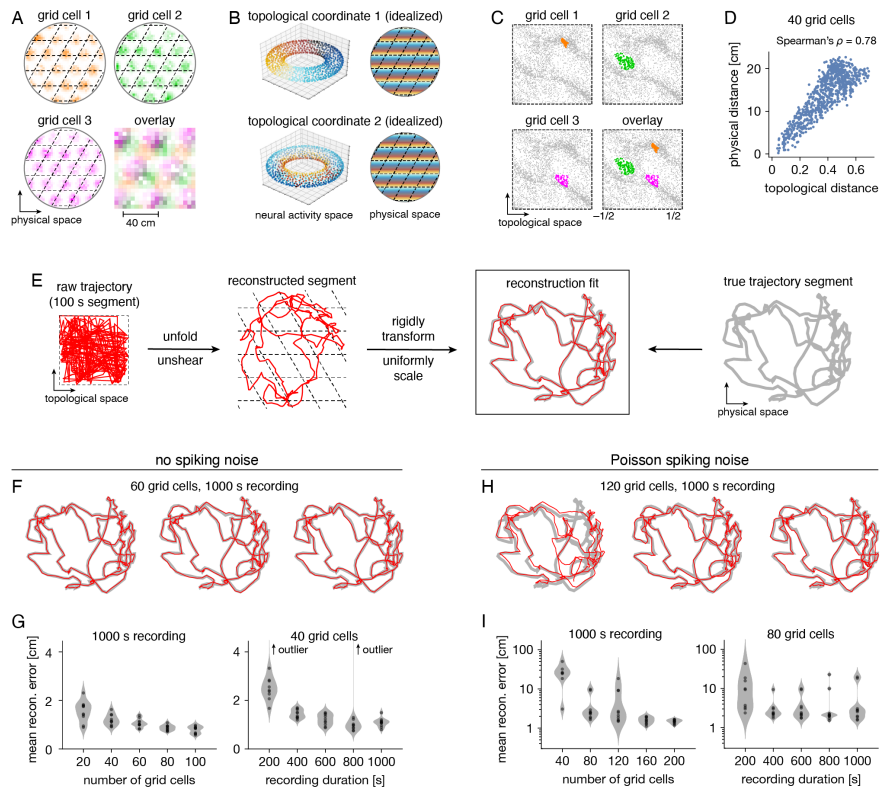 A
grid cell 1
grid cell 2
grid cell 3
overlay
physical space
40 cm
B
topological coordinate 1 (idealized)
topological coordinate 2 (idealized)
neural activity space
physical space
C
grid cell 1
grid cell 2
grid cell 3
overlay
topological space
−1/2
1/2
D
40 grid cells
Spearman's ρ = 0.78
physical distance [cm]
20
10
0
0.0
0.2
0.4
0.6
topological distance
E
raw trajectory
(100 s segment)
topological space
unfold
unshear
reconstructed segment
rigidly
transform
uniformly
scale
reconstruction fit
true trajectory segment
physical space
no spiking noise
F
60 grid cells, 1000 s recording
Poisson spiking noise
H
120 grid cells, 1000 s recording
G
1000 s recording
mean recon. error [cm]
4
2
0
20
40
60
80
100
number of grid cells
40 grid cells
outlier
outlier
4
2
0
200
400
600
800
1000
recording duration [s]
I
1000 s recording
mean recon. error [cm]
100
10
1
40
80
120
160
200
number of grid cells
80 grid cells
100
10
1
200
400
600
800
1000
recording duration [s]